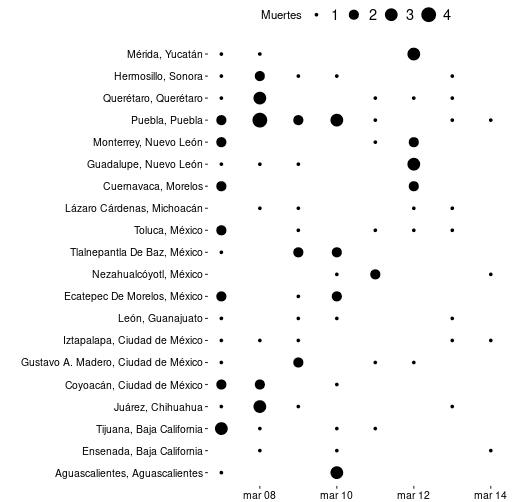 Muertes 1 2 3 4
Mérida, Yucatán
Hermosillo, Sonora
Querétaro, Querétaro
Puebla, Puebla
Monterrey, Nuevo León
Guadalupe, Nuevo León
Cuernavaca, Morelos
Lázaro Cárdenas, Michoacán
Toluca, México
Tlalnepantla De Baz, México
Nezahualcóyotl, México
Ecatepec De Morelos, México
León, Guanajuato
Iztapalapa, Ciudad de México
Gustavo A. Madero, Ciudad de México
Coyoacán, Ciudad de México
Juárez, Chihuahua
Tijuana, Baja California
Ensenada, Baja California
Aguascalientes, Aguascalientes
mar 08 mar 10 mar 12 mar 14